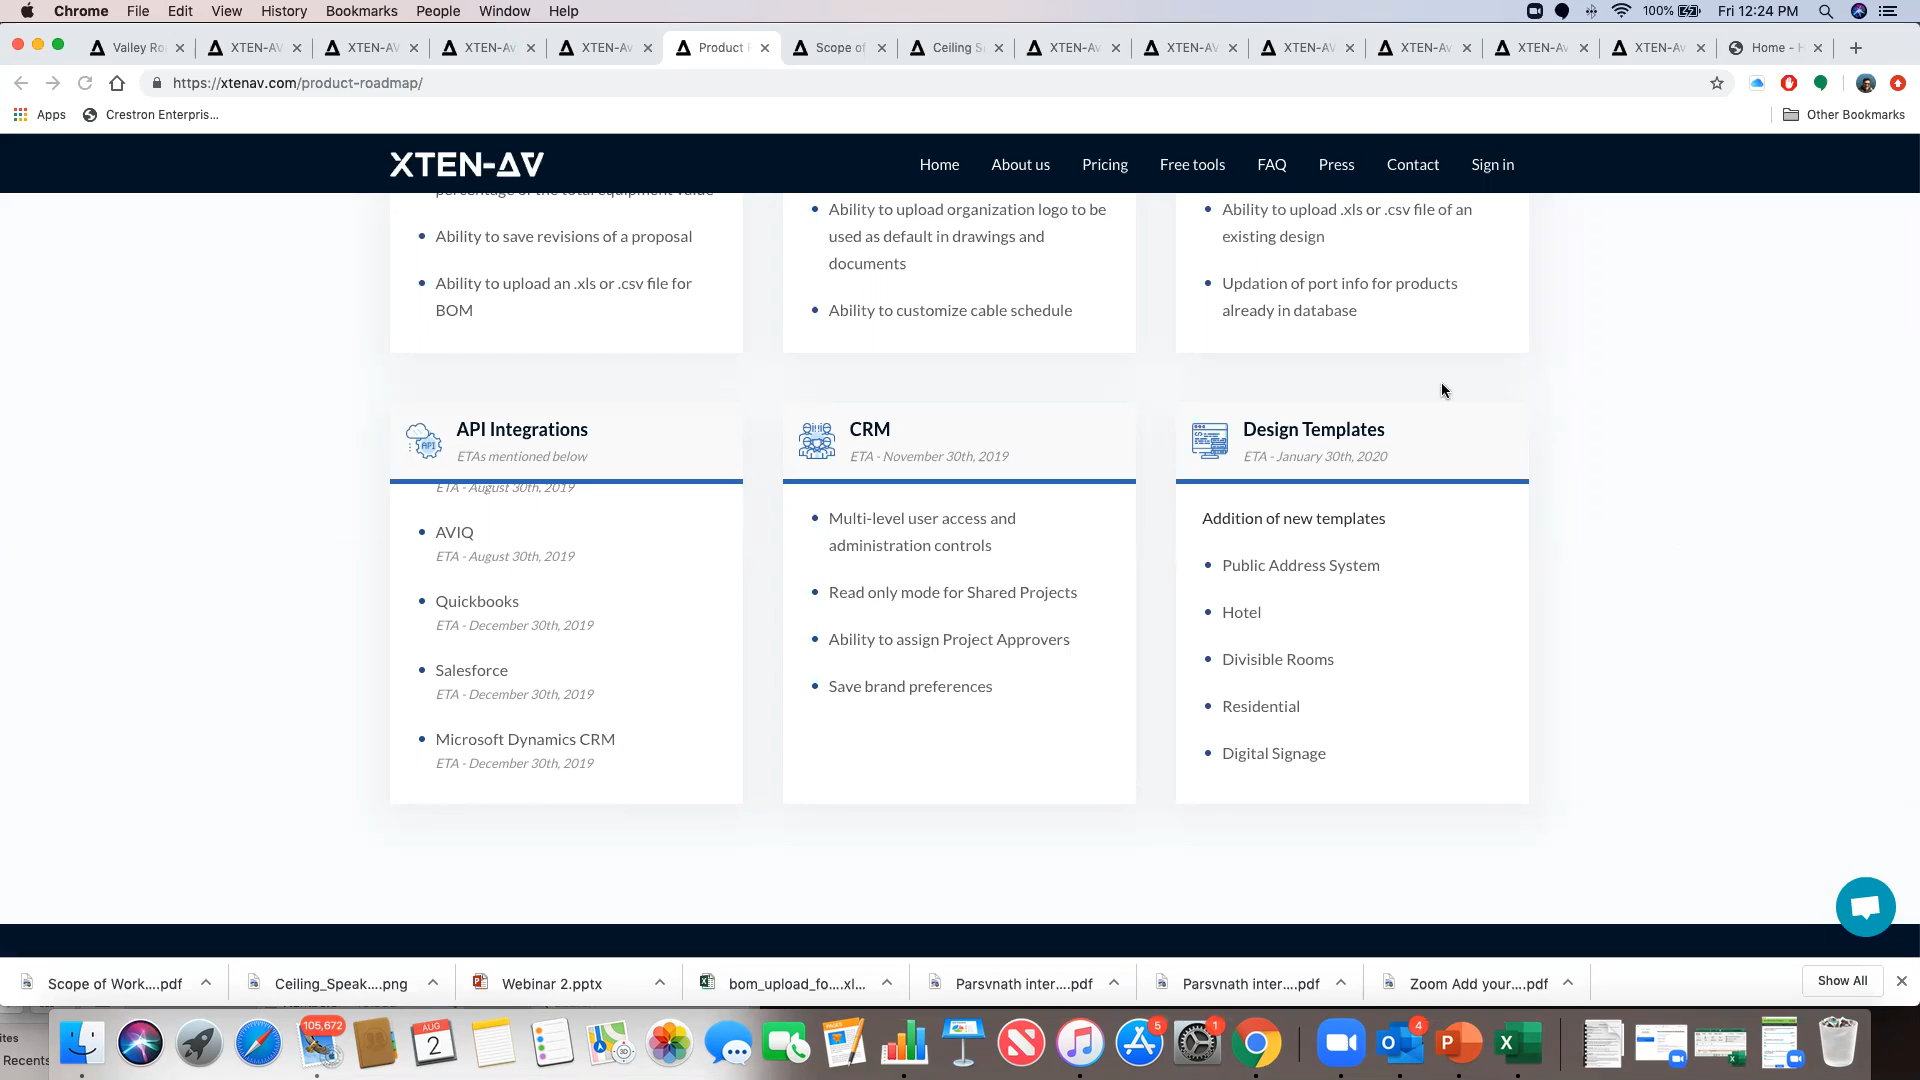 Chrome File Edit View History Bookmarks People Window Help 100% Fri 12:24 PM
Valley Ro XTEN-AV XTEN-AV XTEN-AV XTEN-AV Product Scope of Ceiling S XTEN-AV XTEN-AV XTEN-AV XTEN-AV XTEN-AV XTEN-AV Home -
https://xtenav.com/product-roadmap/
Apps Crestron Enterpris... Other Bookmarks
XTEN-AV Home About us Pricing Free tools FAQ Press Contact Sign in
percentage of the total equipment value
Ability to save revisions of a proposal
Ability to upload an .xls or .csv file for
BOM
Ability to upload organization logo to be
used as default in drawings and
documents
Ability to customize cable schedule
Ability to upload .xls or .csv file of an
existing design
Updation of port info for products
already in database
API
API Integrations
ETAs mentioned below
ETA - August 30th, 2019
AVIQ
ETA - August 30th, 2019
Quickbooks
ETA - December 30th, 2019
Salesforce
ETA - December 30th, 2019
Microsoft Dynamics CRM
ETA - December 30th, 2019
CRM
ETA - November 30th, 2019
Multi-level user access and
administration controls
Read only mode for Shared Projects
Ability to assign Project Approvers
Save brand preferences
Design Templates
ETA - January 30th, 2020
Addition of new templates
Public Address System
Hotel
Divisible Rooms
Residential
Digital Signage
Scope of Work....pdf Ceiling_Speak....png Webinar 2.pptx bom_upload_fo....xl... Parsvnath inter....pdf Parsvnath inter....pdf Zoom Add your....pdf Show All
ites
Recents
105,672
AUG
2
5
1
4